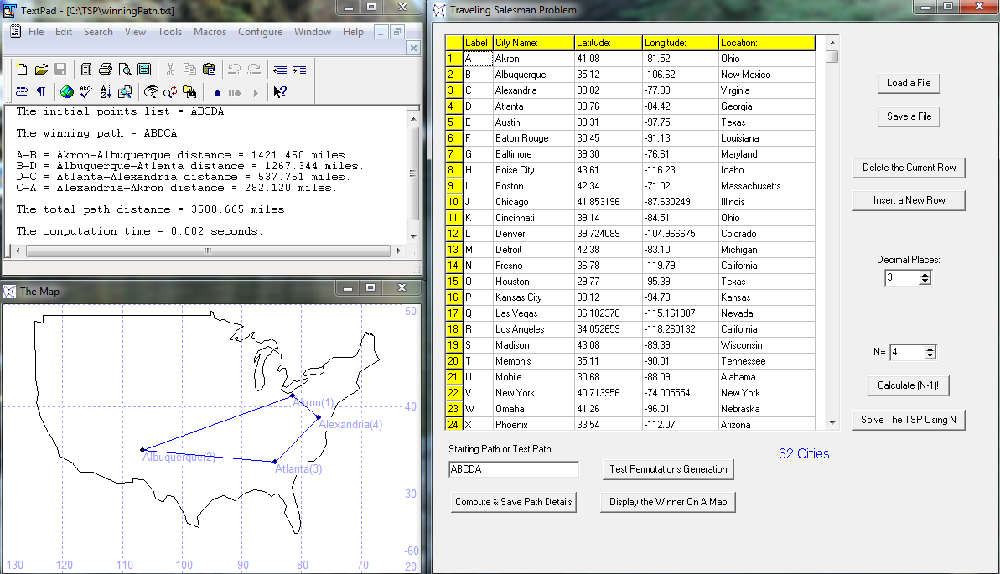 TextPad - [C:\TSP\winningPath.txt]
File Edit Search View Tools Macros Configure Window Help
The initial points list = ABCDA
The winning path = ABDCA
A-B = Akron-Albuquerque distance = 1421.450 miles.
B-D = Albuquerque-Atlanta distance = 1267.344 miles.
D-C = Atlanta-Alexandria distance = 537.751 miles.
C-A = Alexandria-Akron distance = 282.120 miles.
The total path distance = 3508.665 miles.
The computation time = 0.002 seconds.
The Map
50
Akron(1)
40
Alexandria(4)
Albuquerque(2)
Atlanta(3)
30
-60
-130 -120 -110 -100 -90 -80 -70 20
Traveling Salesman Problem
Label City Name: Latitude: Longitude: Location:
1 A Akron 41.08 -81.52 Ohio
2 B Albuquerque 35.12 -106.62 New Mexico
3 C Alexandria 38.82 -77.09 Virginia
4 D Atlanta 33.76 -84.42 Georgia
5 E Austin 30.31 -97.75 Texas
6 F Baton Rouge 30.45 -91.13 Louisiana
7 G Baltimore 39.30 -76.61 Maryland
8 H Boise City 43.61 -116.23 Idaho
9 I Boston 42.34 -71.02 Massachusetts
10 J Chicago 41.853196 -87.630249 Illinois
11 K Cincinnati 39.14 -84.51 Ohio
12 L Denver 39.724089 -104.966675 Colorado
13 M Detroit 42.38 -83.10 Michigan
14 N Fresno 36.78 -119.79 California
15 O Houston 29.77 -95.39 Texas
16 P Kansas City 39.12 -94.73 Kansas
17 Q Las Vegas 36.102376 -115.161987 Nevada
18 R Los Angeles 34.052659 -118.260132 California
19 S Madison 43.08 -89.39 Wisconsin
20 T Memphis 35.11 -90.01 Tennessee
21 U Mobile 30.68 -88.09 Alabama
22 V New York 40.713956 -74.005554 New York
23 W Omaha 41.26 -96.01 Nebraska
24 X Phoenix 33.54 -112.07 Arizona
Load a File
Save a File
Delete the Current Row
Insert a New Row
Decimal Places:
3
N= 4
Calculate (N-1)!
Solve The TSP Using N
Starting Path or Test Path:
ABCDA
Test Permutations Generation
32 Cities
Compute & Save Path Details
Display the Winner On A Map